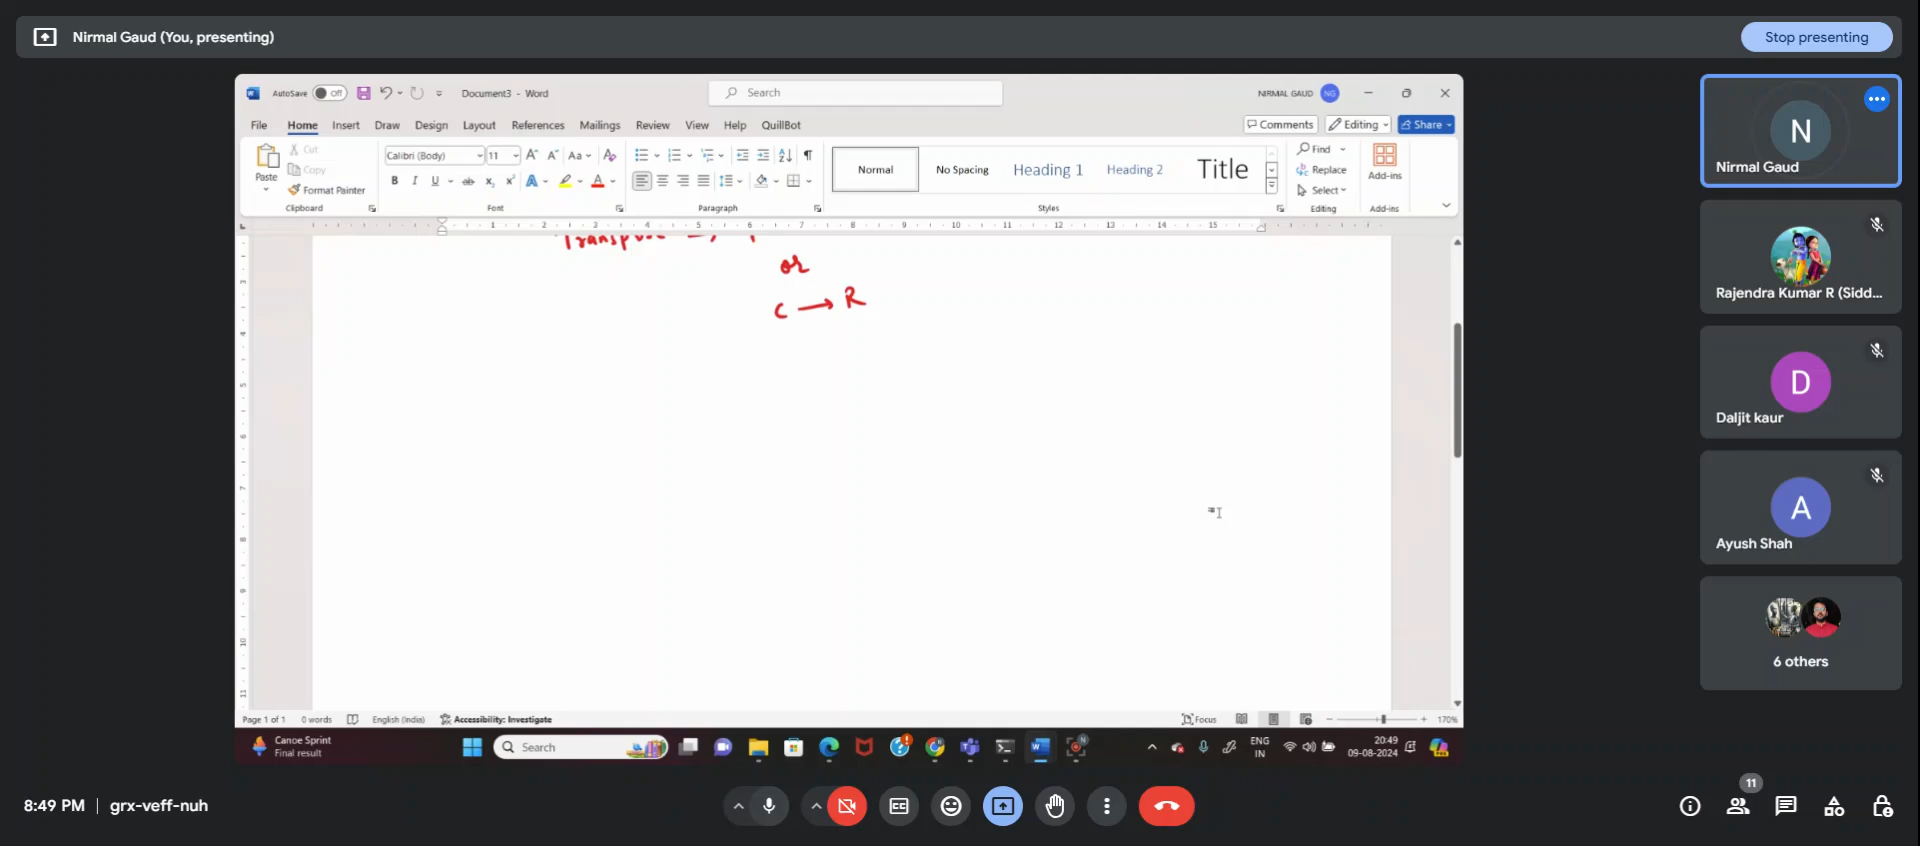 Nirmal Gaud (You, presenting)
Stop presenting
AutoSave Off
Document3 - Word
Search
NIRMAL GAUD NG
File Home Insert Draw Design Layout References Mailings Review View Help QuillBot
Comments Editing Share
Paste
Cut
Copy
Format Painter
Clipboard
Calibri (Body) 11
Font
Paragraph
Normal
No Spacing
Heading 1
Heading 2
Title
Styles
Find
Replace
Select
Editing
Add-ins
Add-ins
Transpose
or
C → R
Page 1 of 1 0 words English (India) Accessibility: Investigate
Focus
170%
Canoe Sprint
Final result
Search
ENG
IN
20:49
09-08-2024
N
Nirmal Gaud
Rajendra Kumar R (Sidd...
D
Daljit kaur
A
Ayush Shah
6 others
8:49 PM | grx-veff-nuh
11